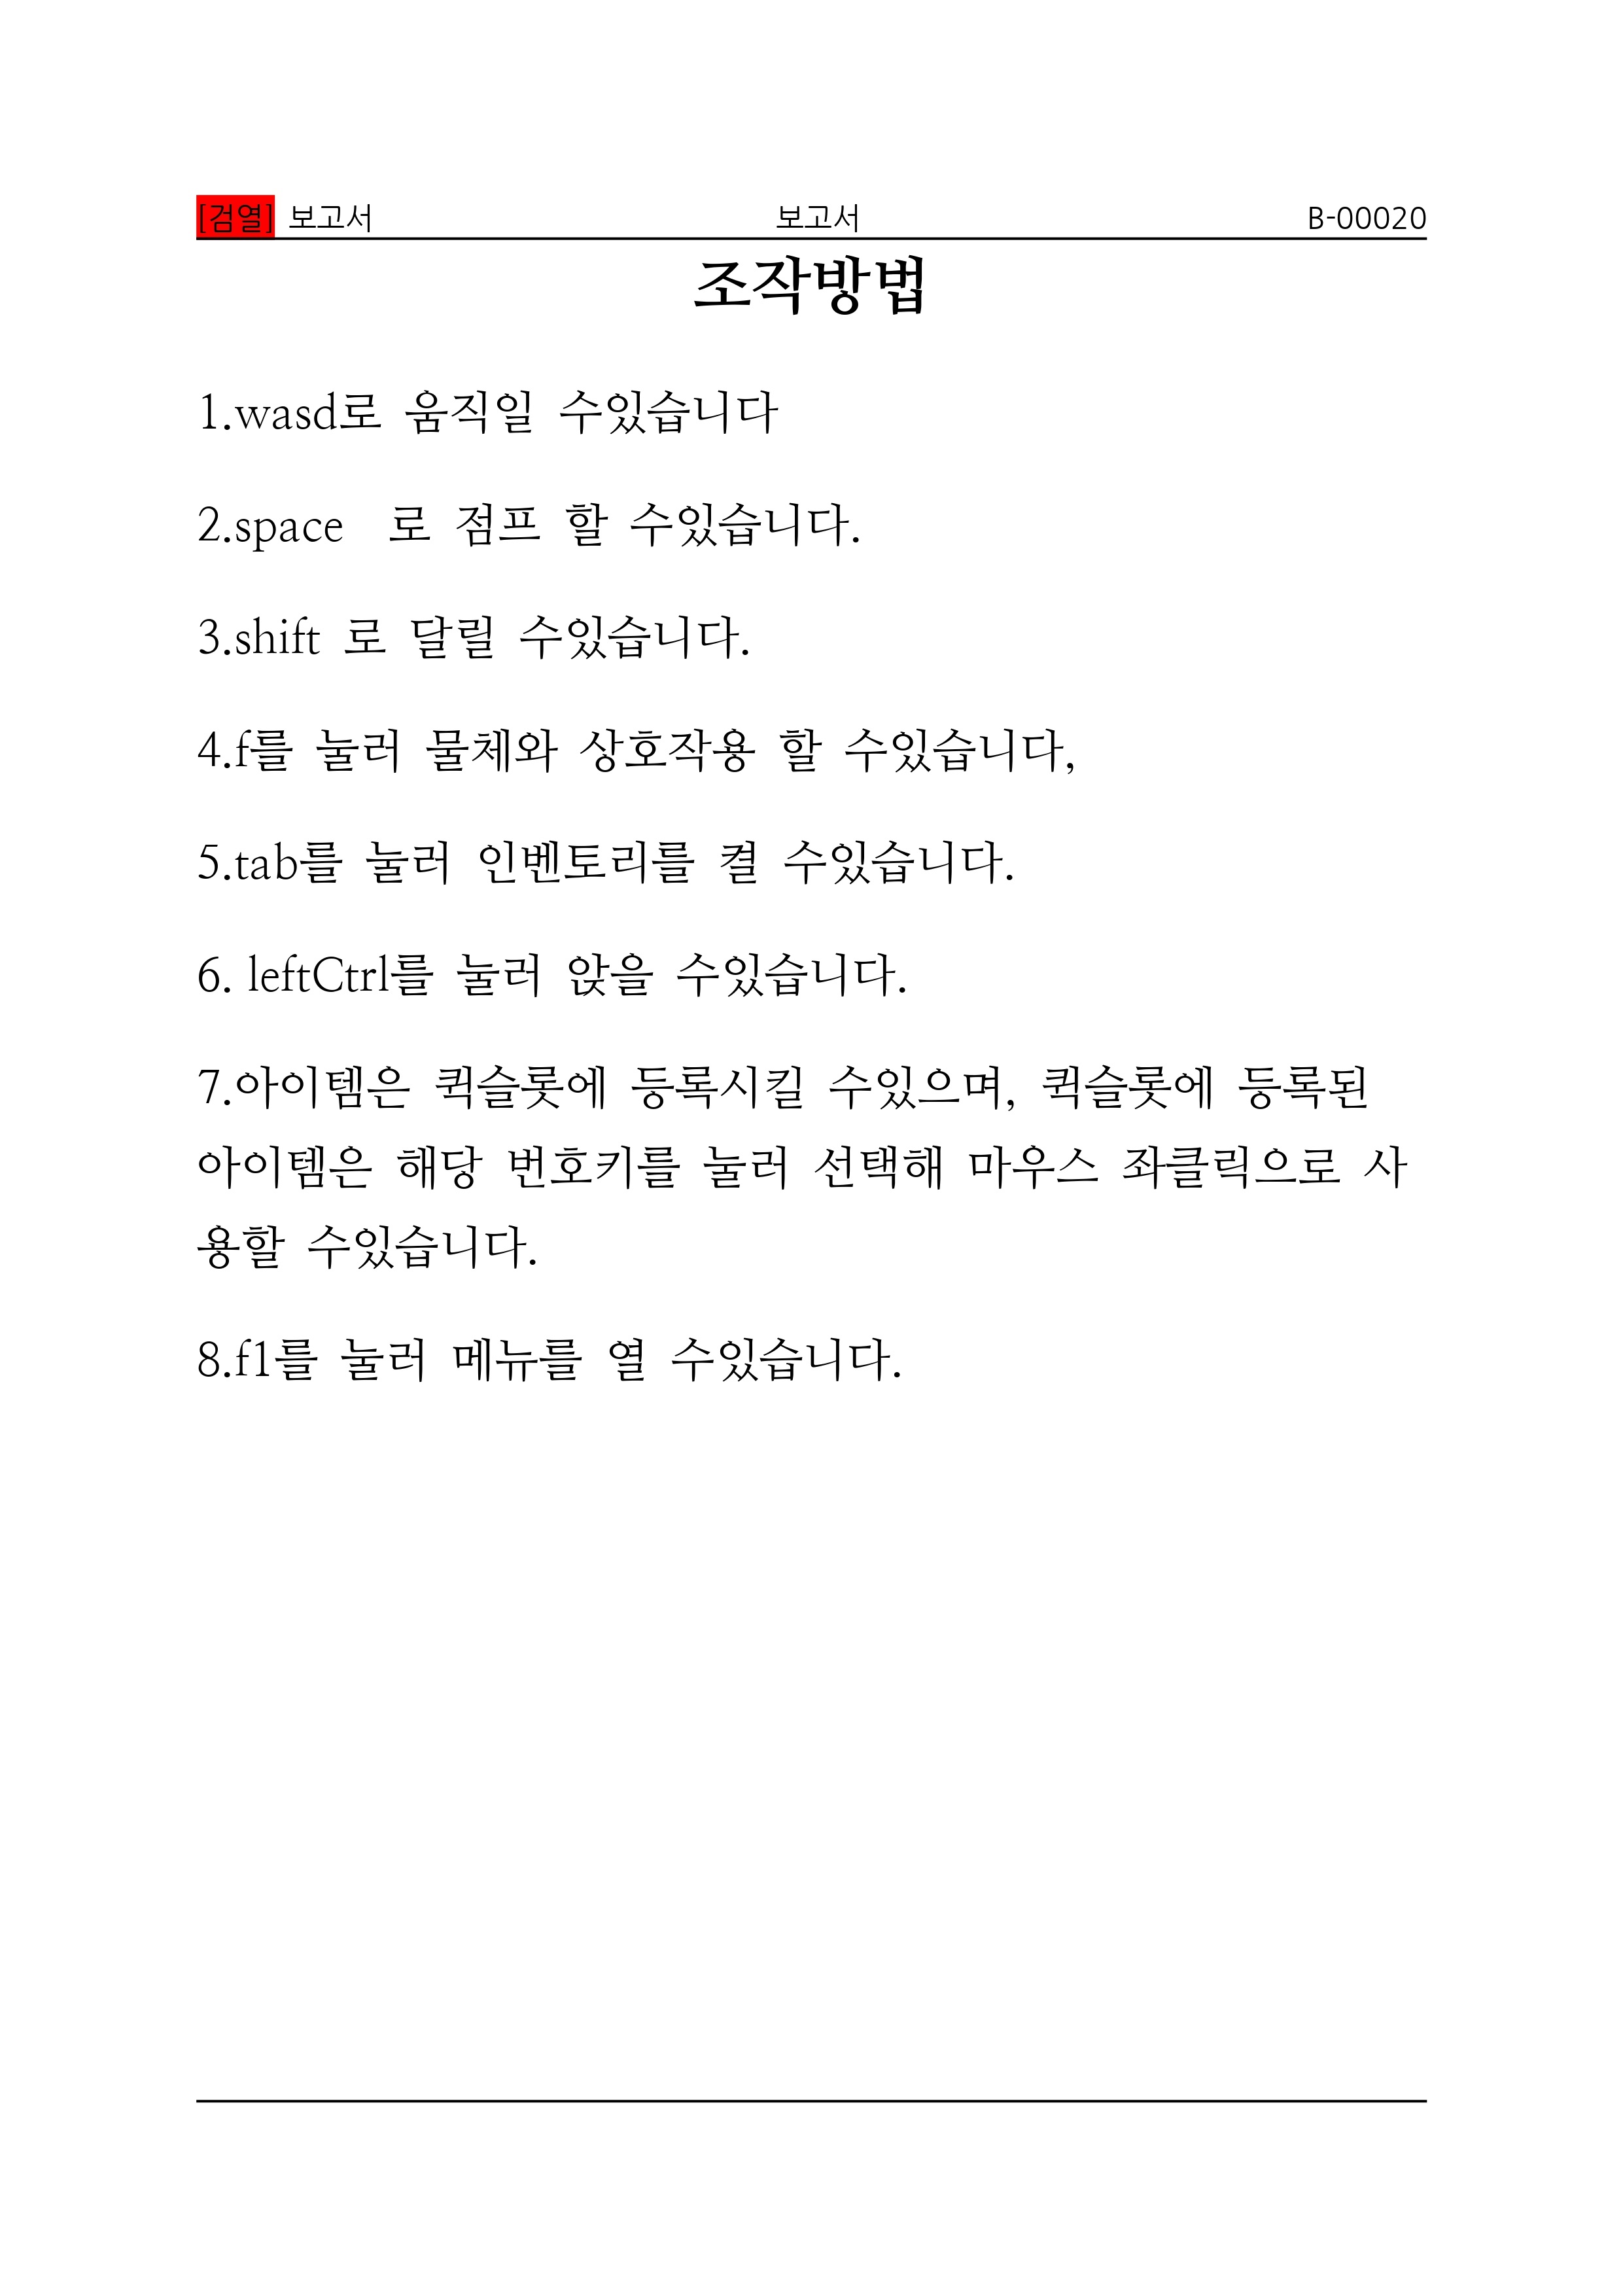 [검열] 보고서 보고서 B-00020
조작방법
1.wasd로 움직일 수있습니다
2.space 로 점프 할 수있습니다.
3.shift 로 달릴 수있습니다.
4.f를 눌러 물체와 상호작용 할 수있습니다,
5.tab를 눌러 인벤토리를 켤 수있습니다.
6. leftCtrl를 눌러 앉을 수있습니다.
7.아이템은 퀵슬롯에 등록시킬 수있으며, 퀵슬롯에 등록된
아이템은 해당 번호키를 눌러 선택해 마우스 좌클릭으로 사
용할 수있습니다.
8.f1를 눌러 메뉴를 열 수있습니다.